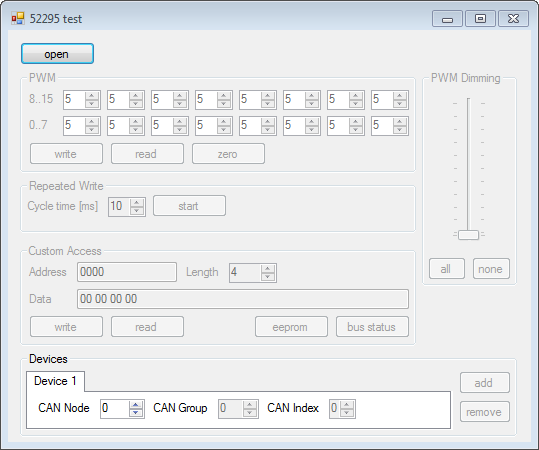 52295 test
open
PWM
8..15 5 5 5 5 5 5 5 5
0..7 5 5 5 5 5 5 5 5
write read zero
PWM Dimming
all none
Repeated Write
Cycle time [ms] 10 start
Custom Access
Address 0000 Length 4
Data 00 00 00 00
write read eeprom bus status
Devices
Device 1
CAN Node 0 CAN Group 0 CAN Index 0
add
remove